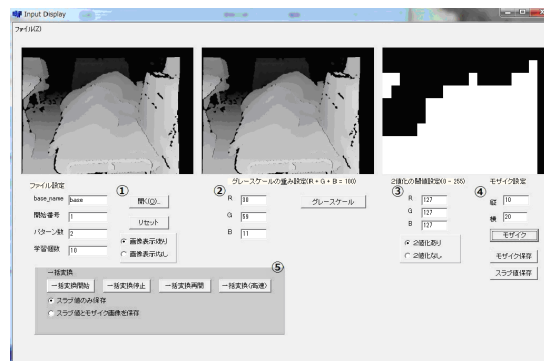 Input Display
ファイル(Z)
ファイル設定
①
base_name base
開く(O)...
開始番号 1
リセット
パターン数 2
学習個数 10
画像表示あり
画像表示なし
グレースケールの重み設定(R + G + B = 100)
②
R 30
グレースケール
G 59
B 11
2値化の閾値設定(0 - 255)
③
R 127
G 127
B 127
2値化あり
2値化なし
モザイク設定
④
縦 10
横 20
モザイク
モザイク保存
スラブ値保存
⑤
一括変換
一括変換開始
一括変換停止
一括変換再開
一括変換(高速)
スラブ値のみ保存
スラブ値とモザイク画像を保存